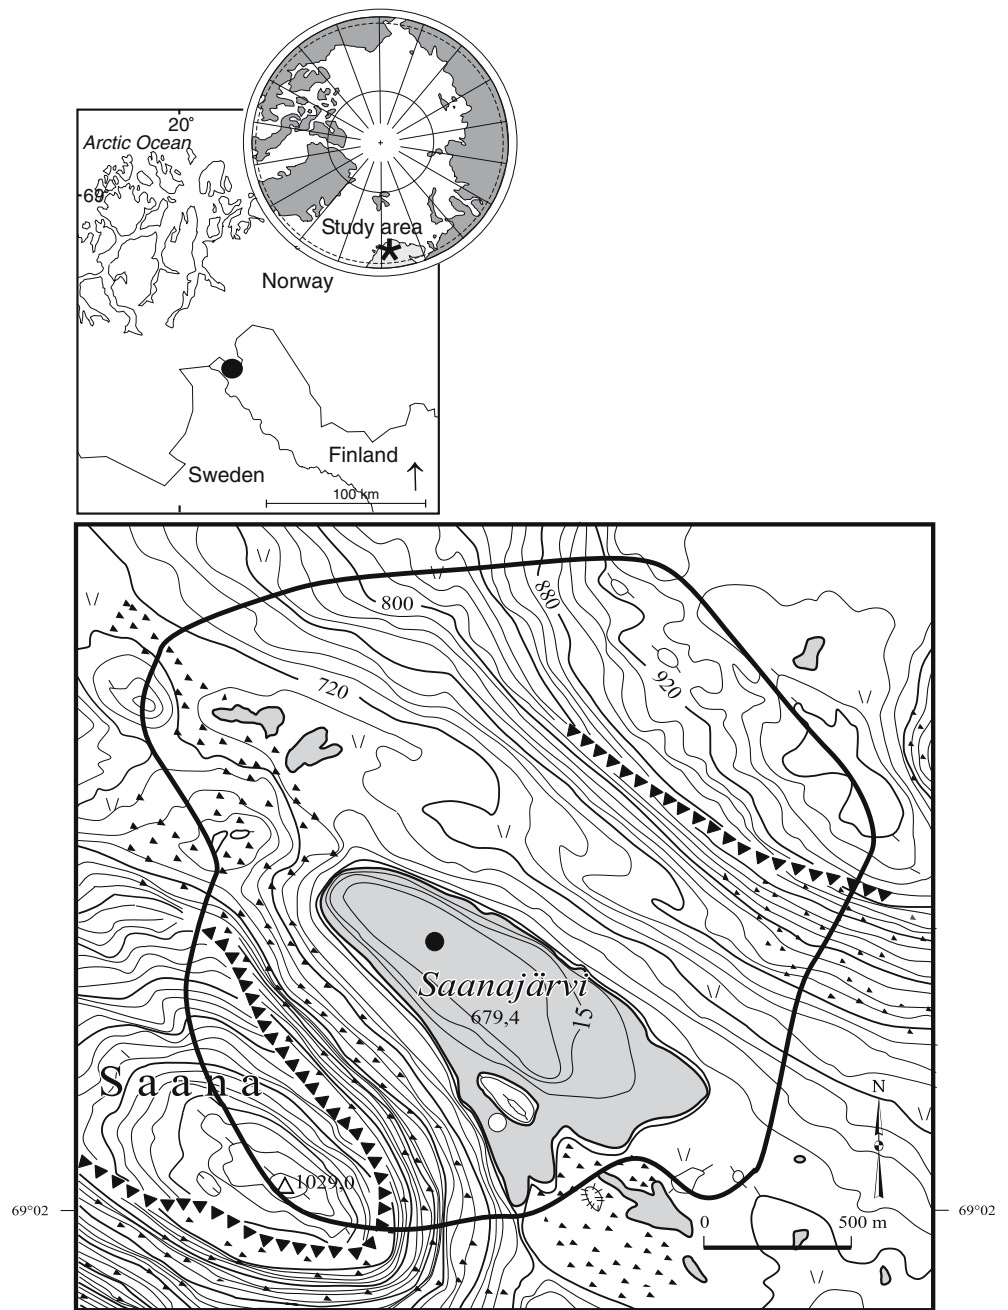 20°
Arctic Ocean
69°
Study area
Norway
Finland
Sweden
100 km
880
800
920
720
Saanajärvi
679,4
15
Saana
N
1029,0
69°02
69°02
0 500 m